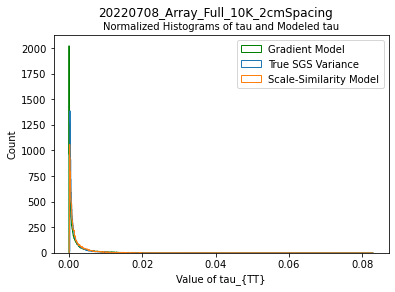 20220708_Array_Full_10K_2cmSpacing
Normalized Histograms of tau and Modeled tau
Gradient Model
True SGS Variance
Scale-Similarity Model
Count
2000
1750
1500
1250
1000
750
500
250
0
0.00 0.02 0.04 0.06 0.08
Value of tau_{TT}